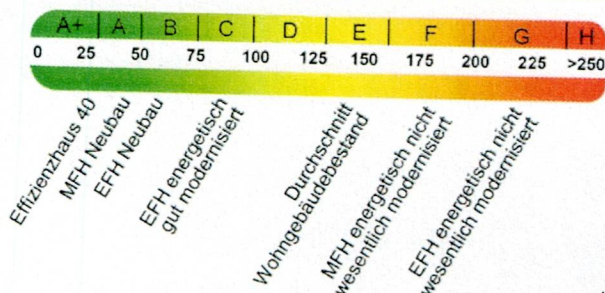 A+ A B C D E F G H
0 25 50 75 100 125 150 175 200 225 >250
Effizienzhaus 40
MFH Neubau
EFH Neubau
EFH energetisch
gut modernisiert
Durchschnitt
Wohngebäudebestand
MFH energetisch nicht
wesentlich modernisiert
EFH energetisch nicht
wesentlich modernisiert